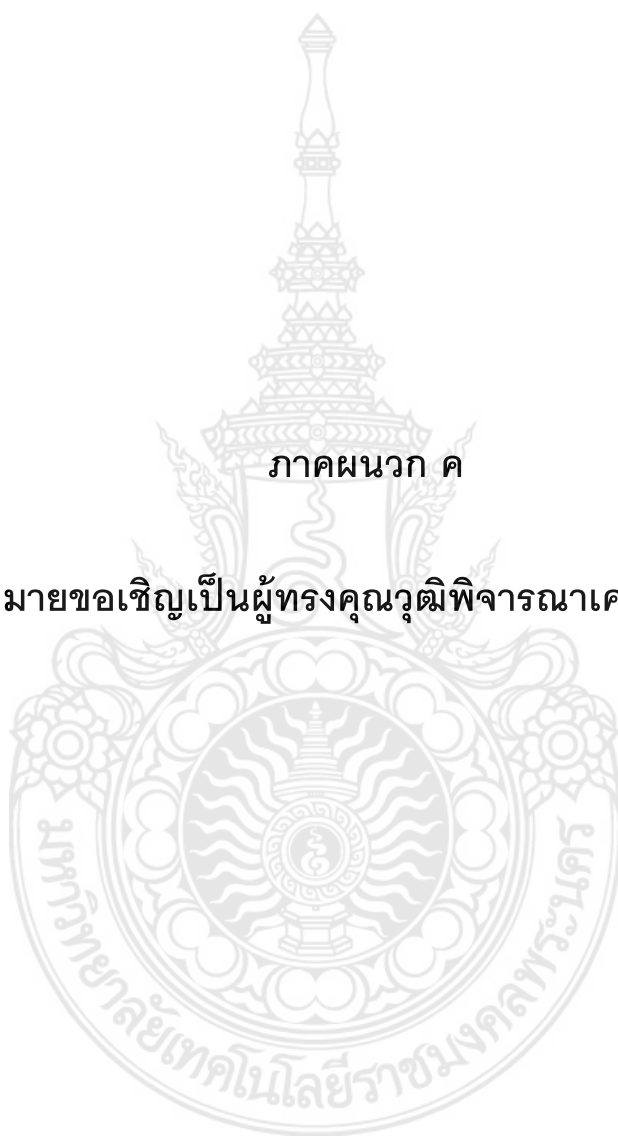 ภาคผนวก ค
มายขอเชิญเป็นผู้ทรงคุณวุฒิพิจารณาเค
มหาวิทยาลัยเทคโนโลยีราชมงคลพระนคร